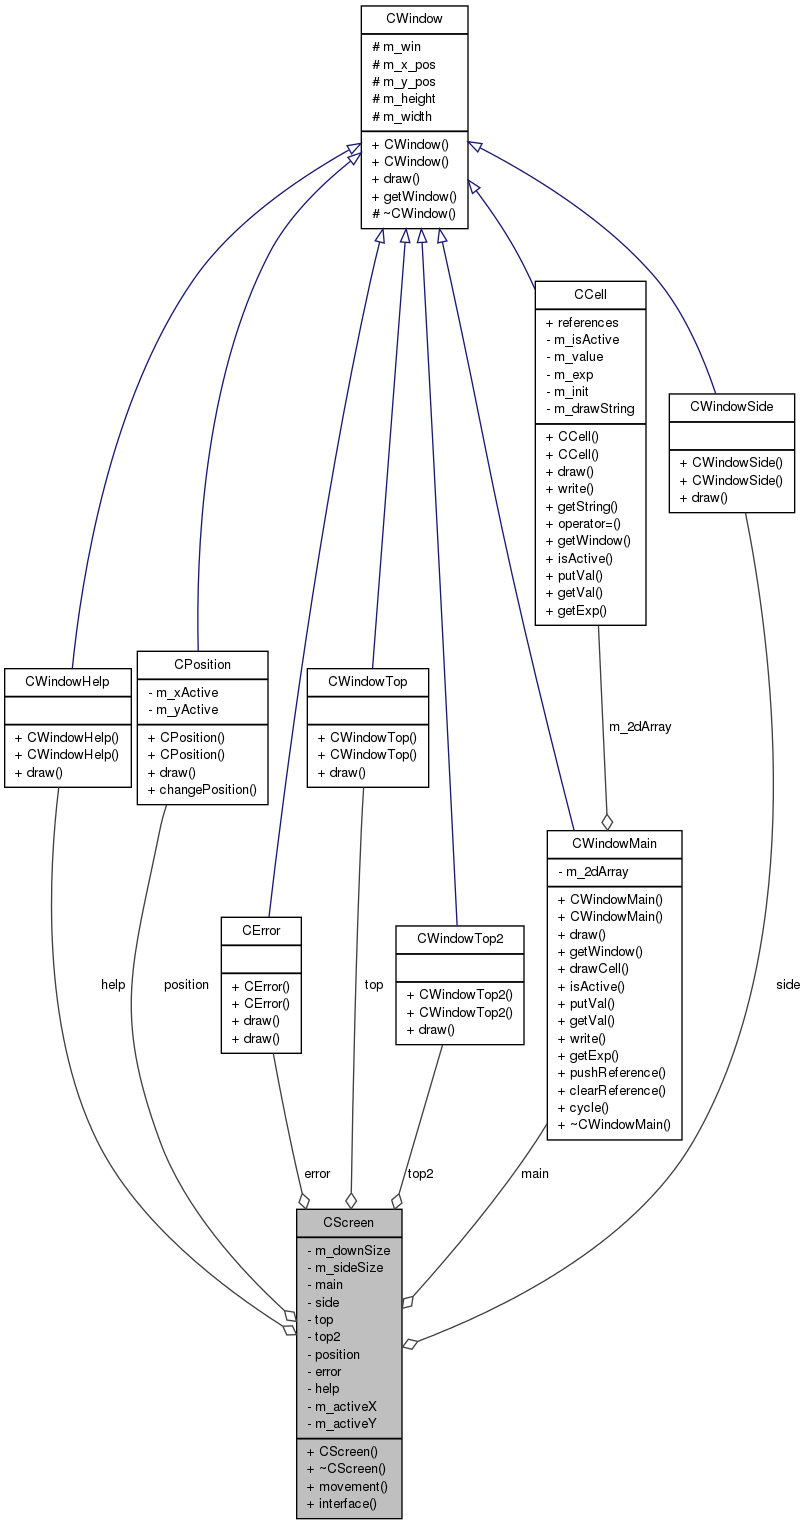 CWindow
# m_win
# m_x_pos
# m_y_pos
# m_height
# m_width
+ CWindow()
+ CWindow()
+ draw()
+ getWindow()
# ~CWindow()
CCell
+ references
- m_isActive
- m_value
- m_exp
- m_init
- m_drawString
+ CCell()
+ CCell()
+ draw()
+ write()
+ getString()
+ operator=()
+ getWindow()
+ isActive()
+ putVal()
+ getVal()
+ getExp()
CWindowSide
+ CWindowSide()
+ CWindowSide()
+ draw()
CWindowHelp
+ CWindowHelp()
+ CWindowHelp()
+ draw()
CPosition
- m_xActive
- m_yActive
+ CPosition()
+ CPosition()
+ draw()
+ changePosition()
CWindowTop
+ CWindowTop()
+ CWindowTop()
+ draw()
m_2dArray
CWindowMain
- m_2dArray
+ CWindowMain()
+ CWindowMain()
+ draw()
+ getWindow()
+ drawCell()
+ isActive()
+ putVal()
+ getVal()
+ write()
+ getExp()
+ pushReference()
+ clearReference()
+ cycle()
+ ~CWindowMain()
CError
+ CError()
+ CError()
+ draw()
+ draw()
CWindowTop2
+ CWindowTop2()
+ CWindowTop2()
+ draw()
help
position
top
side
error
top2
main
CScreen
- m_downSize
- m_sideSize
- main
- side
- top
- top2
- position
- error
- help
- m_activeX
- m_activeY
+ CScreen()
+ ~CScreen()
+ movement()
+ interface()